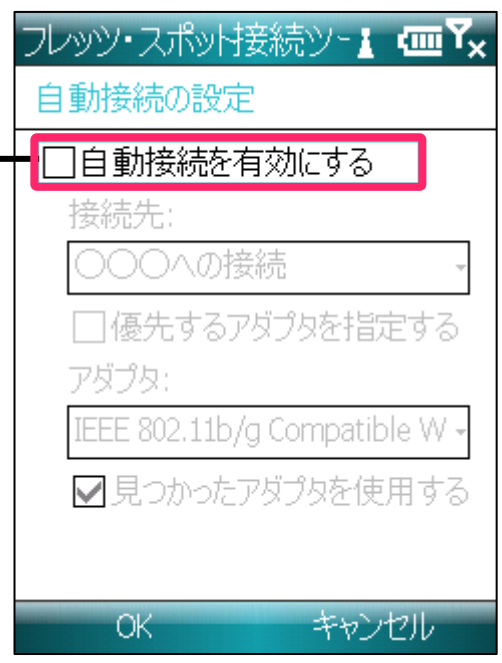 フレッツ・スポット接続ツー
自動接続の設定
自動接続を有効にする
接続先:
〇〇〇への接続
優先するアダプタを指定する
アダプタ:
IEEE 802.11b/g Compatible W
見つかったアダプタを使用する
OK キャンセル